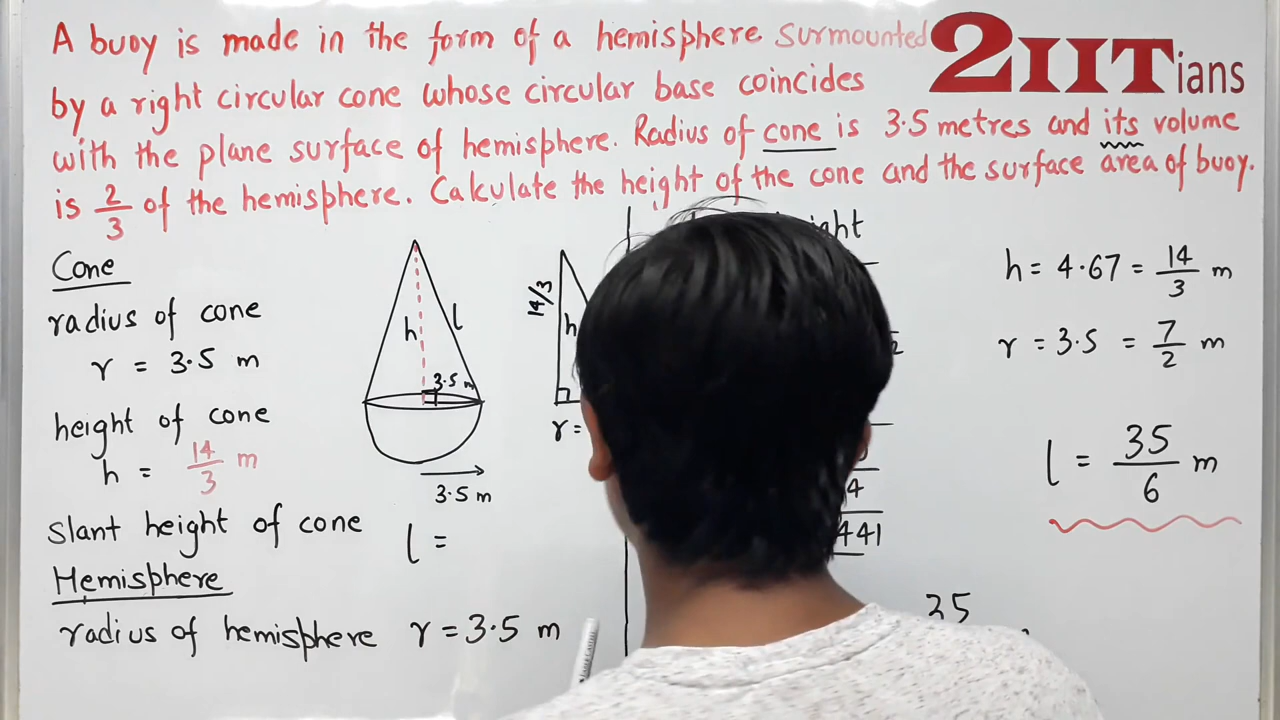 A buoy is made in the form of a hemisphere surmounted
by a right circular cone whose circular base coincides
with the plane surface of hemisphere. Radius of cone is 3.5 metres and its volume
is 2/3 of the hemisphere. Calculate the height of the cone and the surface area of buoy.
2IITians
Cone
radius of cone
r = 3.5 m
height of cone
h = 14/3 m
Slant height of cone l =
Hemisphere
radius of hemisphere r = 3.5 m
h
l
3.5 m
3.5 m
14/3
h
r =
441
35
h = 4.67 = 14/3 m
r = 3.5 = 7/2 m
l = 35/6 m